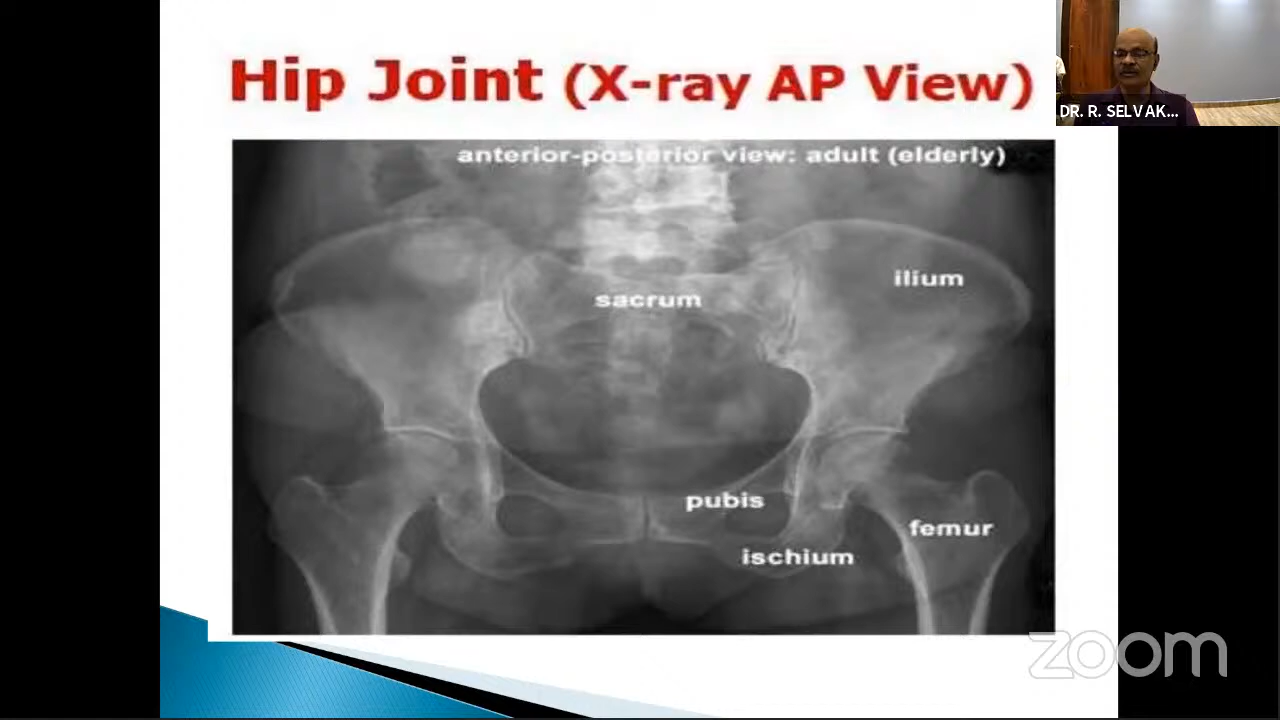 Hip Joint (X-ray AP View)
DR. R. SELVAK...
anterior-posterior view: adult (elderly)
ilium
sacrum
pubis
femur
ischium
zoom